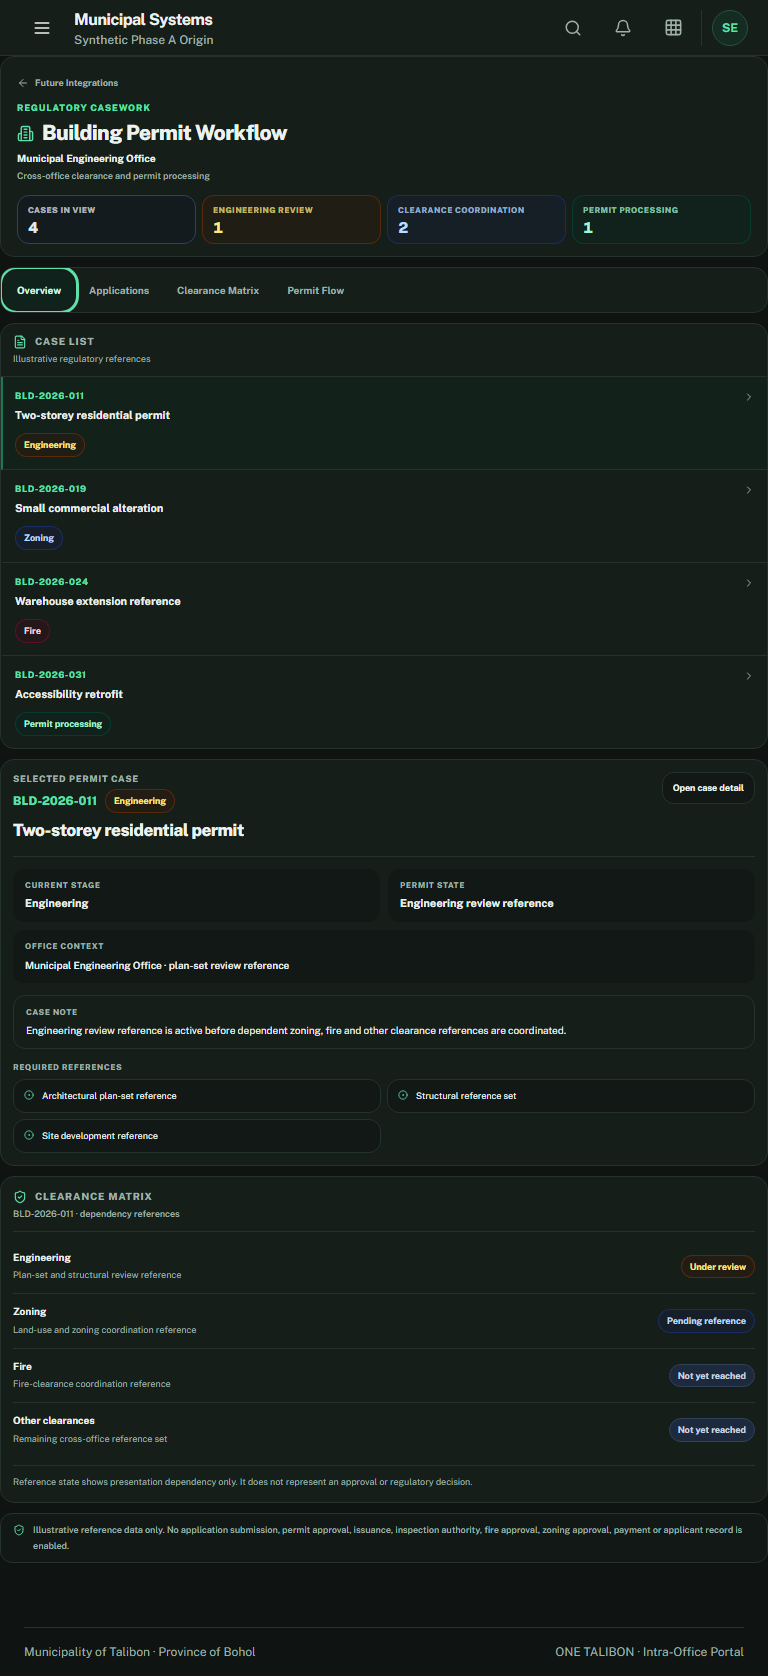 Municipal Systems
Synthetic Phase A Origin
SE
Future Integrations
REGULATORY CASEWORK
Building Permit Workflow
Municipal Engineering Office
Cross-office clearance and permit processing
CASES IN VIEW
4
ENGINEERING REVIEW
1
CLEARANCE COORDINATION
2
PERMIT PROCESSING
1
Overview
Applications
Clearance Matrix
Permit Flow
CASE LIST
Illustrative regulatory references
BLD-2026-011
Two-storey residential permit
Engineering
BLD-2026-019
Small commercial alteration
Zoning
BLD-2026-024
Warehouse extension reference
Fire
BLD-2026-031
Accessibility retrofit
Permit processing
SELECTED PERMIT CASE
BLD-2026-011
Engineering
Open case detail
Two-storey residential permit
CURRENT STAGE
Engineering
PERMIT STATE
Engineering review reference
OFFICE CONTEXT
Municipal Engineering Office · plan-set review reference
CASE NOTE
Engineering review reference is active before dependent zoning, fire and other clearance references are coordinated.
REQUIRED REFERENCES
Architectural plan-set reference
Structural reference set
Site development reference
CLEARANCE MATRIX
BLD-2026-011 · dependency references
Engineering
Plan-set and structural review reference
Under review
Zoning
Land-use and zoning coordination reference
Pending reference
Fire
Fire-clearance coordination reference
Not yet reached
Other clearances
Remaining cross-office reference set
Not yet reached
Reference state shows presentation dependency only. It does not represent an approval or regulatory decision.
Illustrative reference data only. No application submission, permit approval, issuance, inspection authority, fire approval, zoning approval, payment or applicant record is
enabled.
Municipality of Talibon · Province of Bohol
ONE TALIBON · Intra-Office Portal